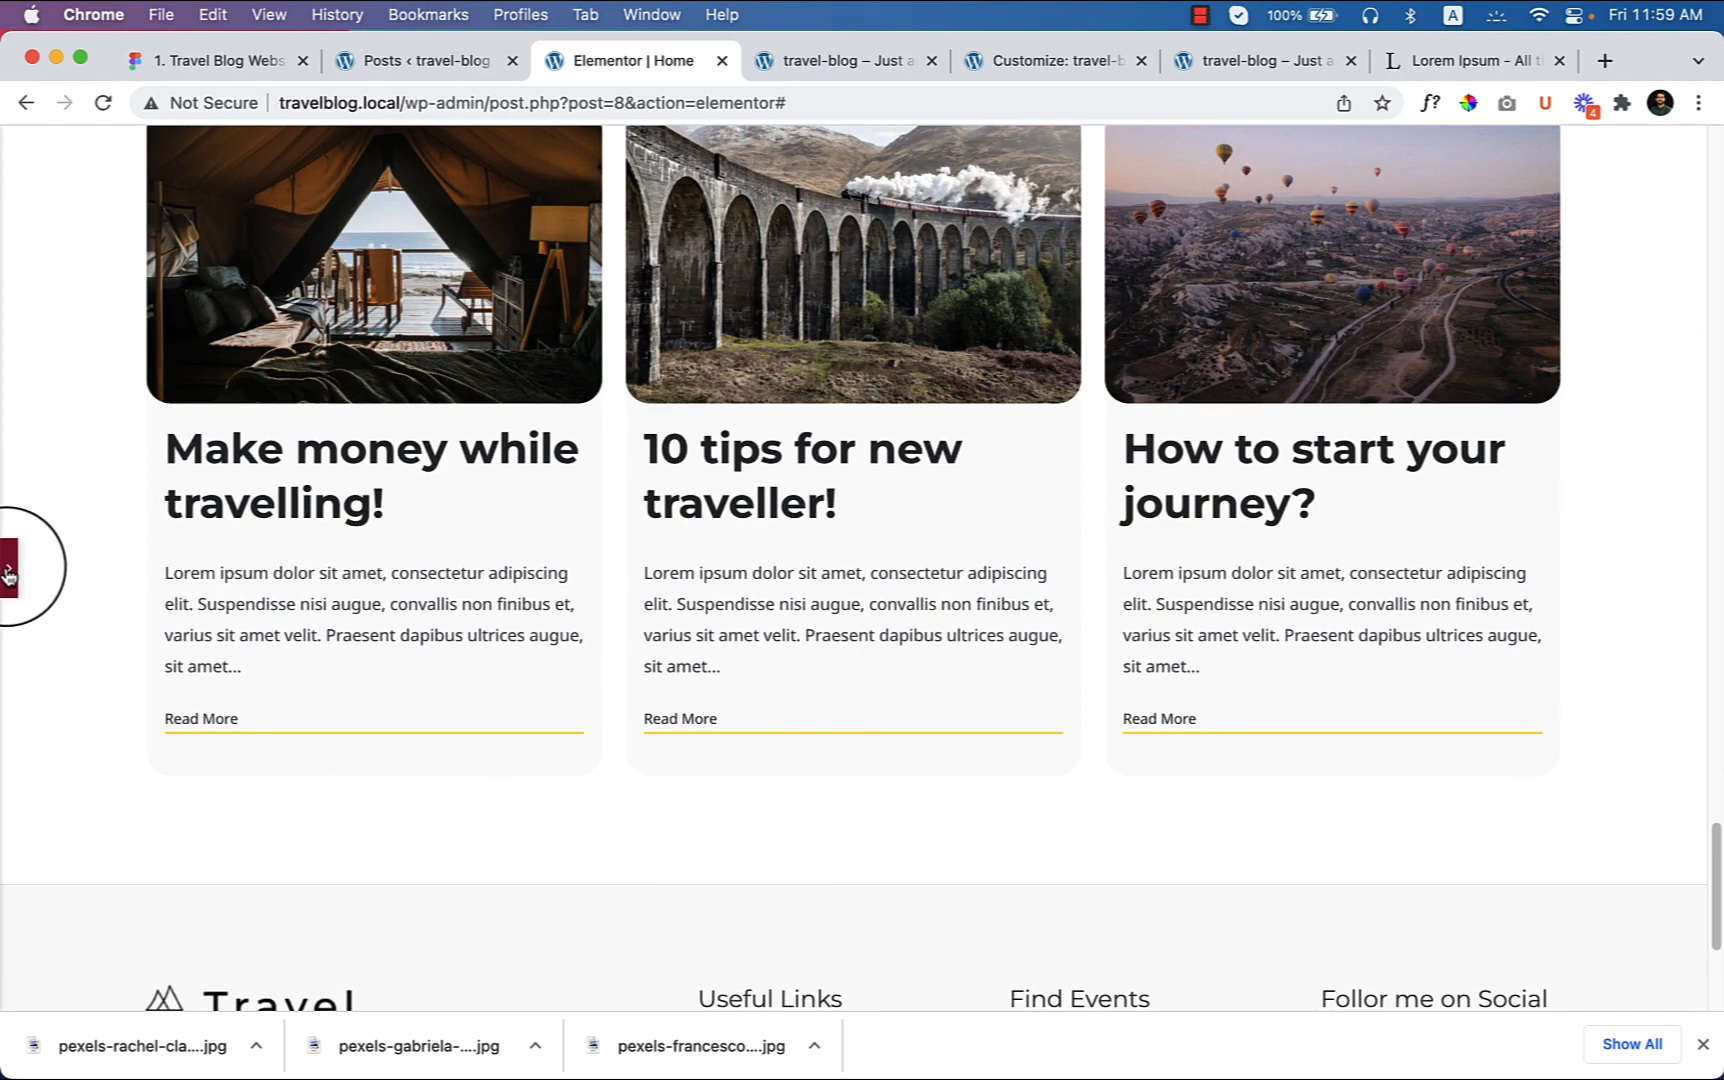 Chrome File Edit View History Bookmarks Profiles Tab Window Help 100% A Fri 11:59 AM
1. Travel Blog Webs Posts ‹ travel-blog Elementor | Home travel-blog – Just a Customize: travel-b travel-blog – Just a L Lorem Ipsum - All t
Not Secure travelblog.local/wp-admin/post.php?post=8&action=elementor# f? U 4
Make money while
travelling!
Lorem ipsum dolor sit amet, consectetur adipiscing
elit. Suspendisse nisi augue, convallis non finibus et,
varius sit amet velit. Praesent dapibus ultrices augue,
sit amet...
Read More
10 tips for new
traveller!
Lorem ipsum dolor sit amet, consectetur adipiscing
elit. Suspendisse nisi augue, convallis non finibus et,
varius sit amet velit. Praesent dapibus ultrices augue,
sit amet...
Read More
How to start your
journey?
Lorem ipsum dolor sit amet, consectetur adipiscing
elit. Suspendisse nisi augue, convallis non finibus et,
varius sit amet velit. Praesent dapibus ultrices augue,
sit amet...
Read More
Travel
Useful Links
Find Events
Follor me on Social
pexels-rachel-cla....jpg pexels-gabriela-....jpg pexels-francesco....jpg Show All